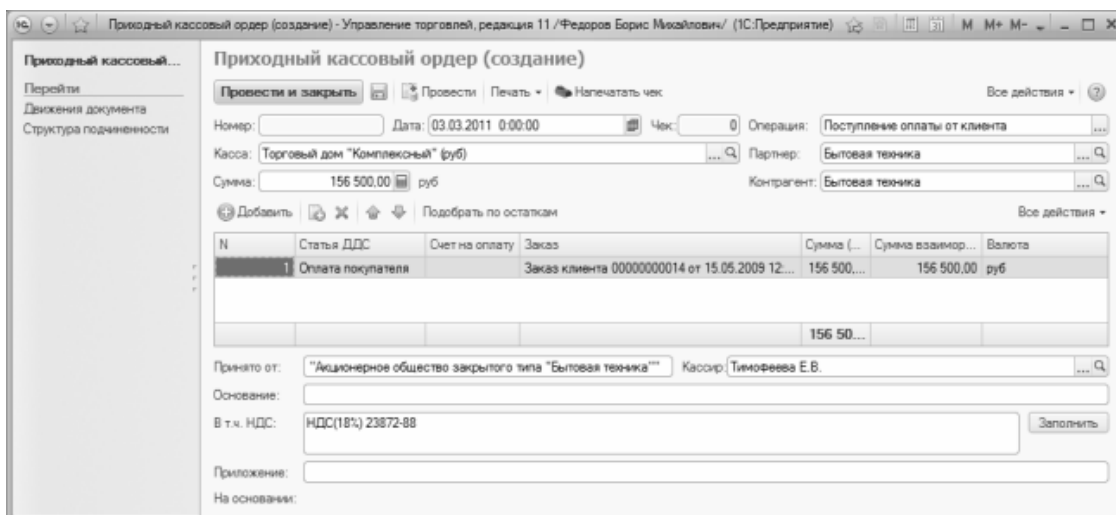 Приходный кассовый ордер (создание) - Управление торговлей, редакция 11 /Федоров Борис Михайлович/ (1С:Предприятие) M M+ M-
Приходный кассовый...
Перейти
Движения документа
Структура подчиненности
Приходный кассовый ордер (создание)
Провести и закрыть Провести Печать Напечатать чек Все действия
Номер: Дата: 03.03.2011 0:00:00 Чек: 0 Операция: Поступление оплаты от клиента ...
Касса: Торговый дом "Комплексный" (руб) ... Партнер: Бытовая техника ...
Сумма: 156 500,00 руб Контрагент: Бытовая техника ...
Добавить Подобрать по остаткам Все действия
N Статья ДДС Счет на оплату Заказ Сумма (... Сумма взаимор... Валюта
1 Оплата покупателя Заказ клиента 00000000014 от 15.05.2009 12:... 156 500,... 156 500,00 руб
156 50...
Принято от: "Акционерное общество закрытого типа "Бытовая техника"" Кассир: Тимофеева Е.В. ...
Основание:
В т.ч. НДС: НДС(18%) 23872-88 Заполнить
Приложение:
На основании: